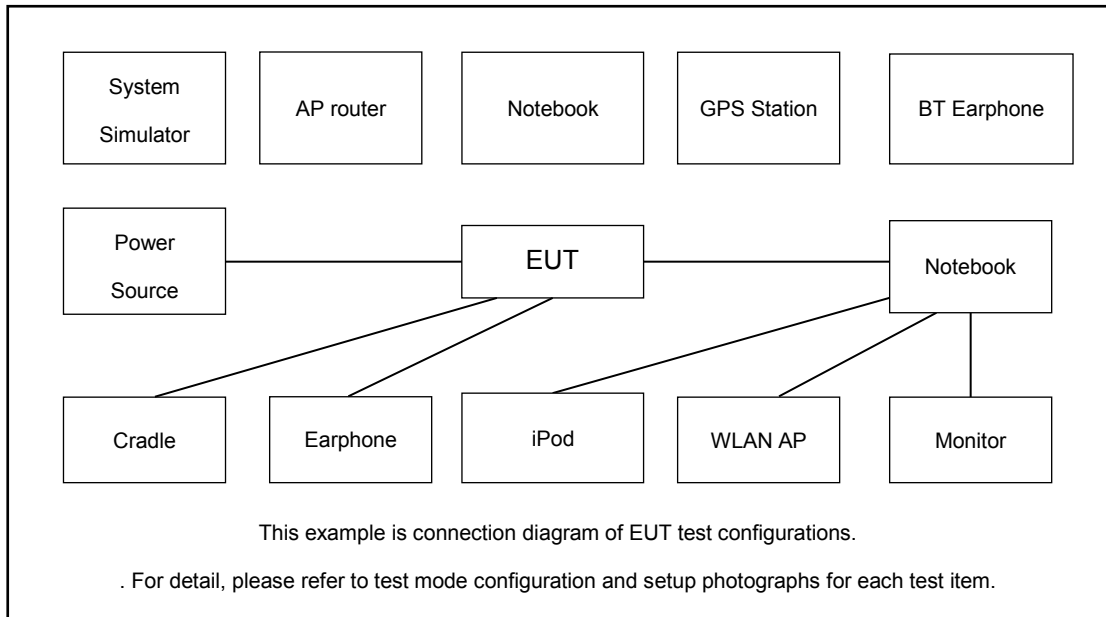 System
Simulator
AP router
Notebook
GPS Station
BT Earphone
Power
Source
EUT
Notebook
Cradle
Earphone
iPod
WLAN AP
Monitor
This example is connection diagram of EUT test configurations.
. For detail, please refer to test mode configuration and setup photographs for each test item.